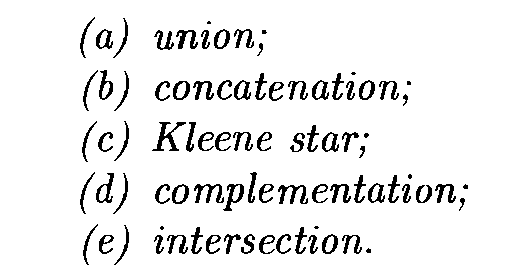 (a) union;
(b) concatenation;
(c) Kleene star;
(d) complementation;
(e) intersection.